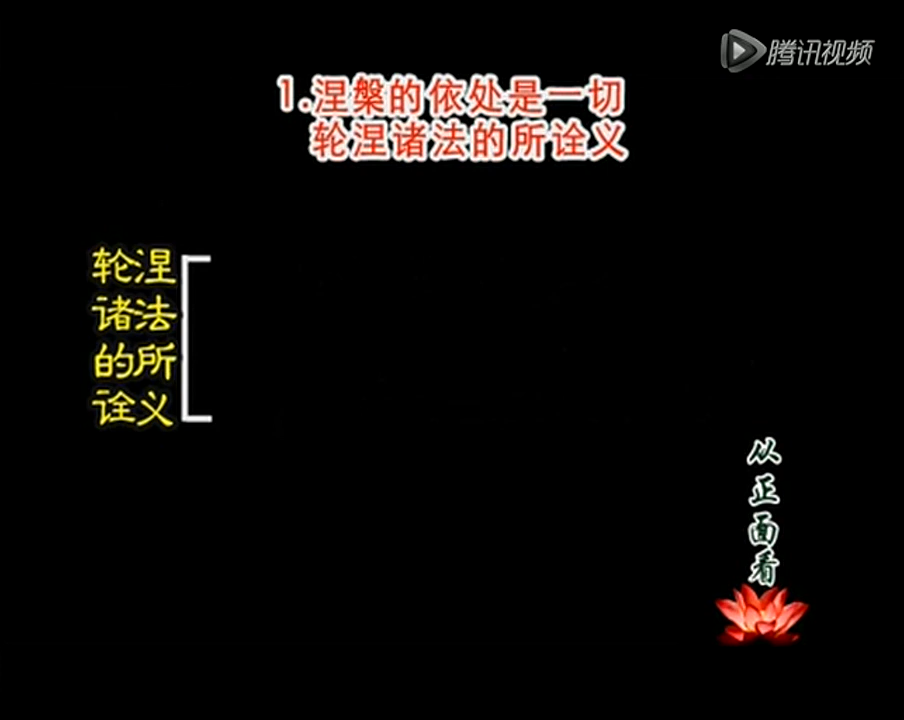 腾讯视频
1.涅槃的依处是一切
轮涅诸法的所诠义
轮涅
诸法
的所
诠义
以正面看